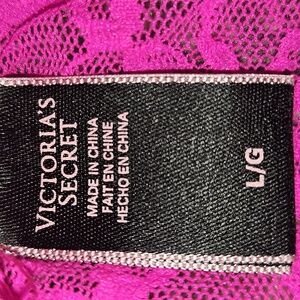 VICTORIA'S
SECRET
MADE IN CHINA
FAIT EN CHINE
HECHO EN CHINA
L/G